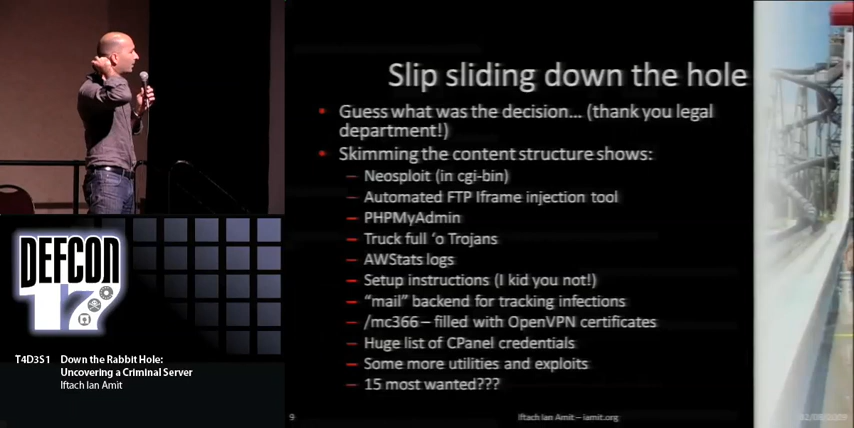 Slip sliding down the hole
• Guess what was the decision... (thank you legal
department!)
• Skimming the content structure shows:
– Neosploit (in cgi-bin)
– Automated FTP Iframe injection tool
– PHPMyAdmin
– Truck full ‘o Trojans
– AWStats logs
– Setup instructions (I kid you not!)
– “mail” backend for tracking infections
– /mc366 – filled with OpenVPN certificates
– Huge list of CPanel credentials
– Some more utilities and exploits
– 15 most wanted???
9
Iftach Ian Amit – iamit.org
DEFCON
17
T4D3S1 Down the Rabbit Hole:
Uncovering a Criminal Server
Iftach Ian Amit